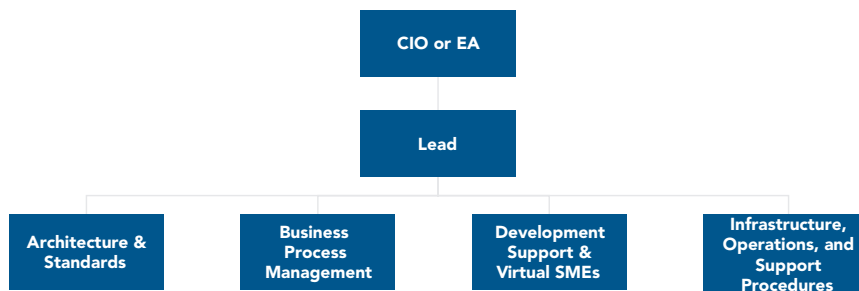 CIO or EA
Lead
Architecture &
Standards
Business
Process
Management
Development
Support &
Virtual SMEs
Infrastructure,
Operations, and
Support
Procedures